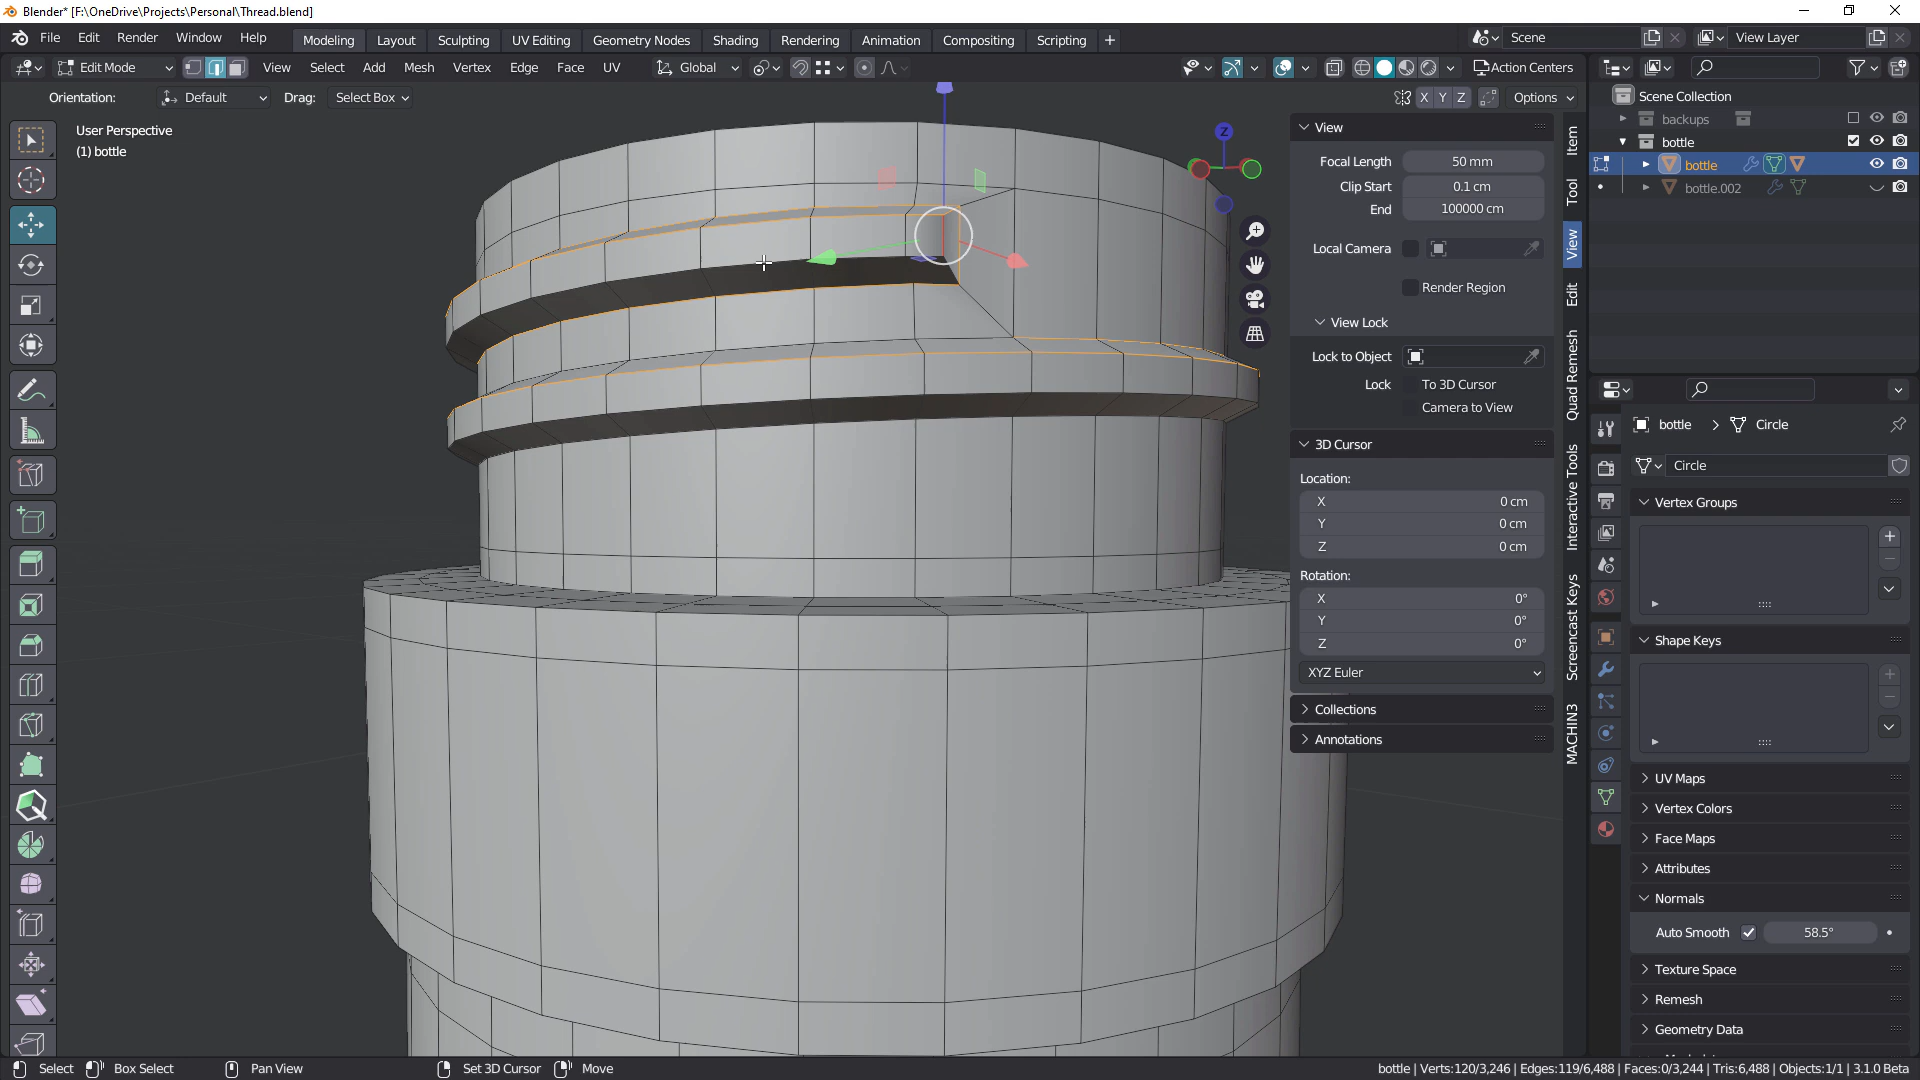 Blender* [F:\OneDrive\Projects\Personal\Thread.blend]
File Edit Render Window Help Modeling Layout Sculpting UV Editing Geometry Nodes Shading Rendering Animation Compositing Scripting + Scene View Layer
Edit Mode View Select Add Mesh Vertex Edge Face UV Global Action Centers
Orientation: Default Drag: Select Box X Y Z Options
User Perspective
(1) bottle
Z
View
Focal Length 50 mm
Clip Start 0.1 cm
End 100000 cm
Local Camera
Render Region
View Lock
Lock to Object
Lock To 3D Cursor
Camera to View
3D Cursor
Location:
X 0 cm
Y 0 cm
Z 0 cm
Rotation:
X 0°
Y 0°
Z 0°
XYZ Euler
Collections
Annotations
Item
Tool
View
Edit
Quad Remesh
Interactive Tools
Screencast Keys
MACHIN3
Scene Collection
backups
bottle
bottle
bottle.002
bottle > Circle
Circle
Vertex Groups
Shape Keys
UV Maps
Vertex Colors
Face Maps
Attributes
Normals
Auto Smooth 58.5°
Texture Space
Remesh
Geometry Data
Select Box Select Pan View Set 3D Cursor Move bottle | Verts:120/3,246 | Edges:119/6,488 | Faces:0/3,244 | Tris:6,488 | Objects:1/1 | 3.1.0 Beta